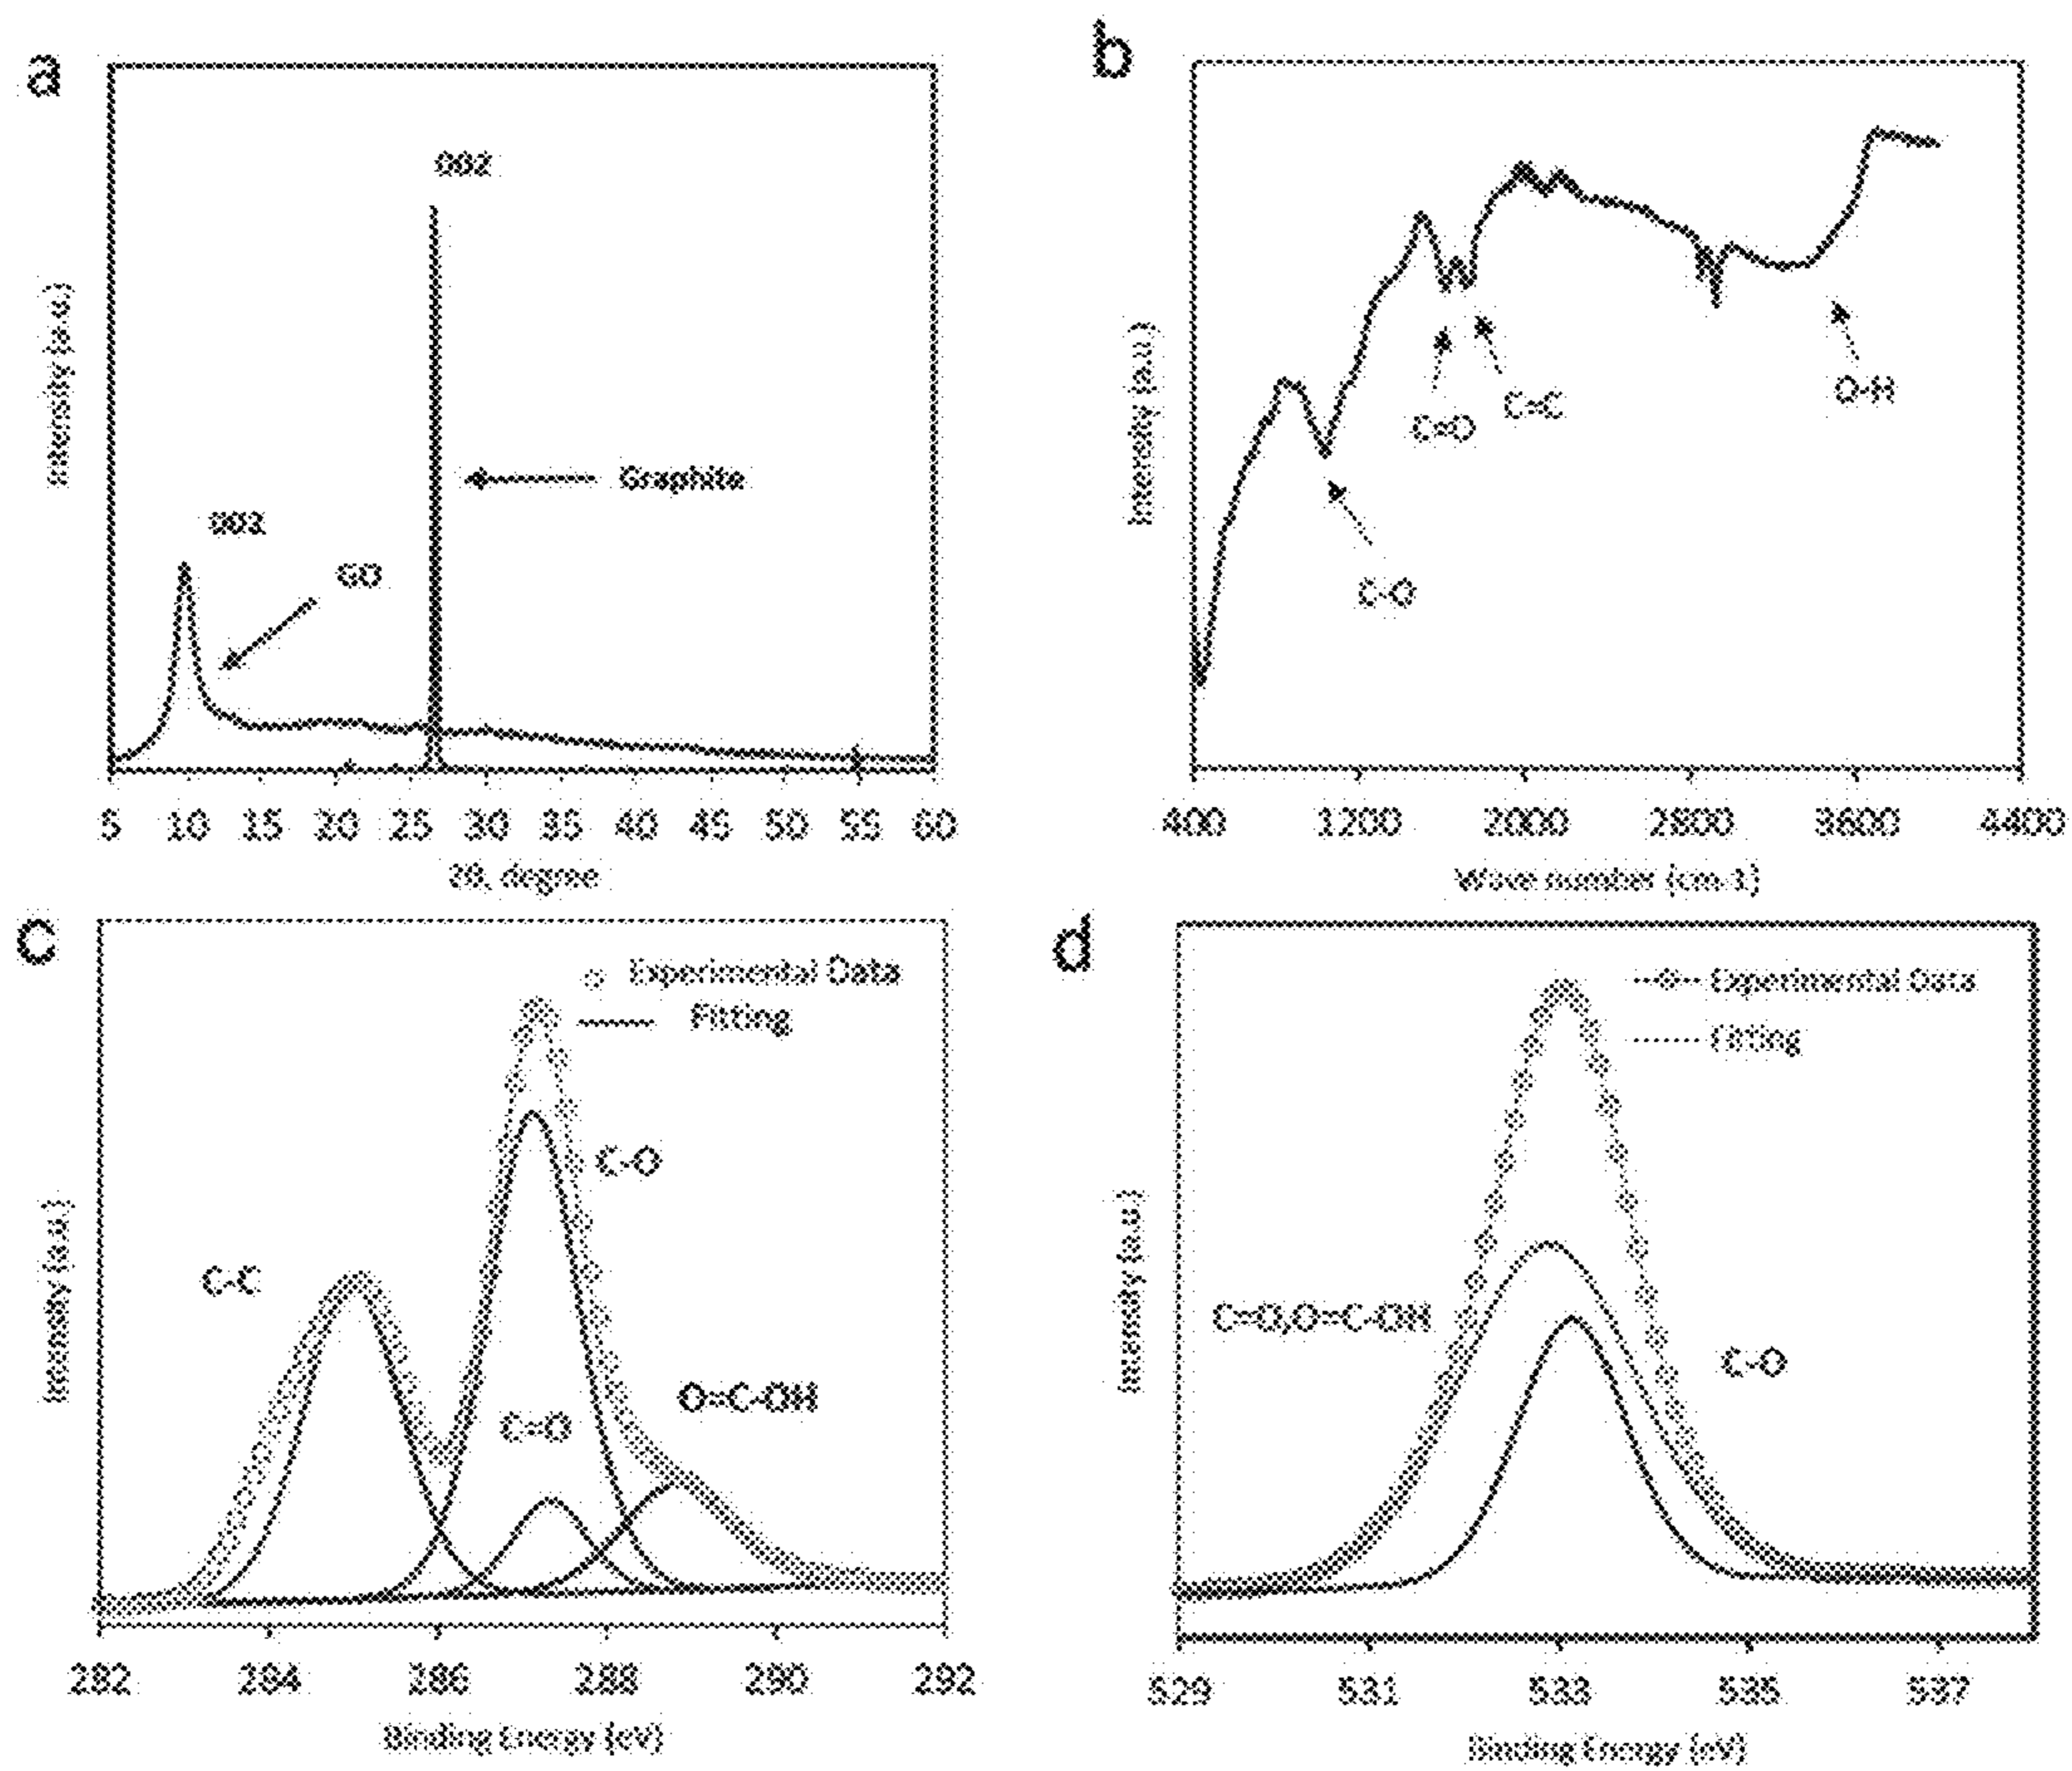 a
002
Graphite
001
GO
Intensity (a.u.)
5 10 15 20 25 30 35 40 45 50 55 60
2θ, degree
b
C=O
C=C
O-H
C-O
Intensity (a.u.)
400 1200 2000 2800 3600 4400
Wave number (cm-1)
c
Experimental Data
Fitting
C-O
C-C
O=C-OH
C=O
Intensity (a.u.)
282 284 286 288 290 292
Binding Energy (eV)
d
Experimental Data
Fitting
C=O,O=C-OH
C-O
Intensity (a.u.)
529 531 533 535 537
Binding Energy (eV)